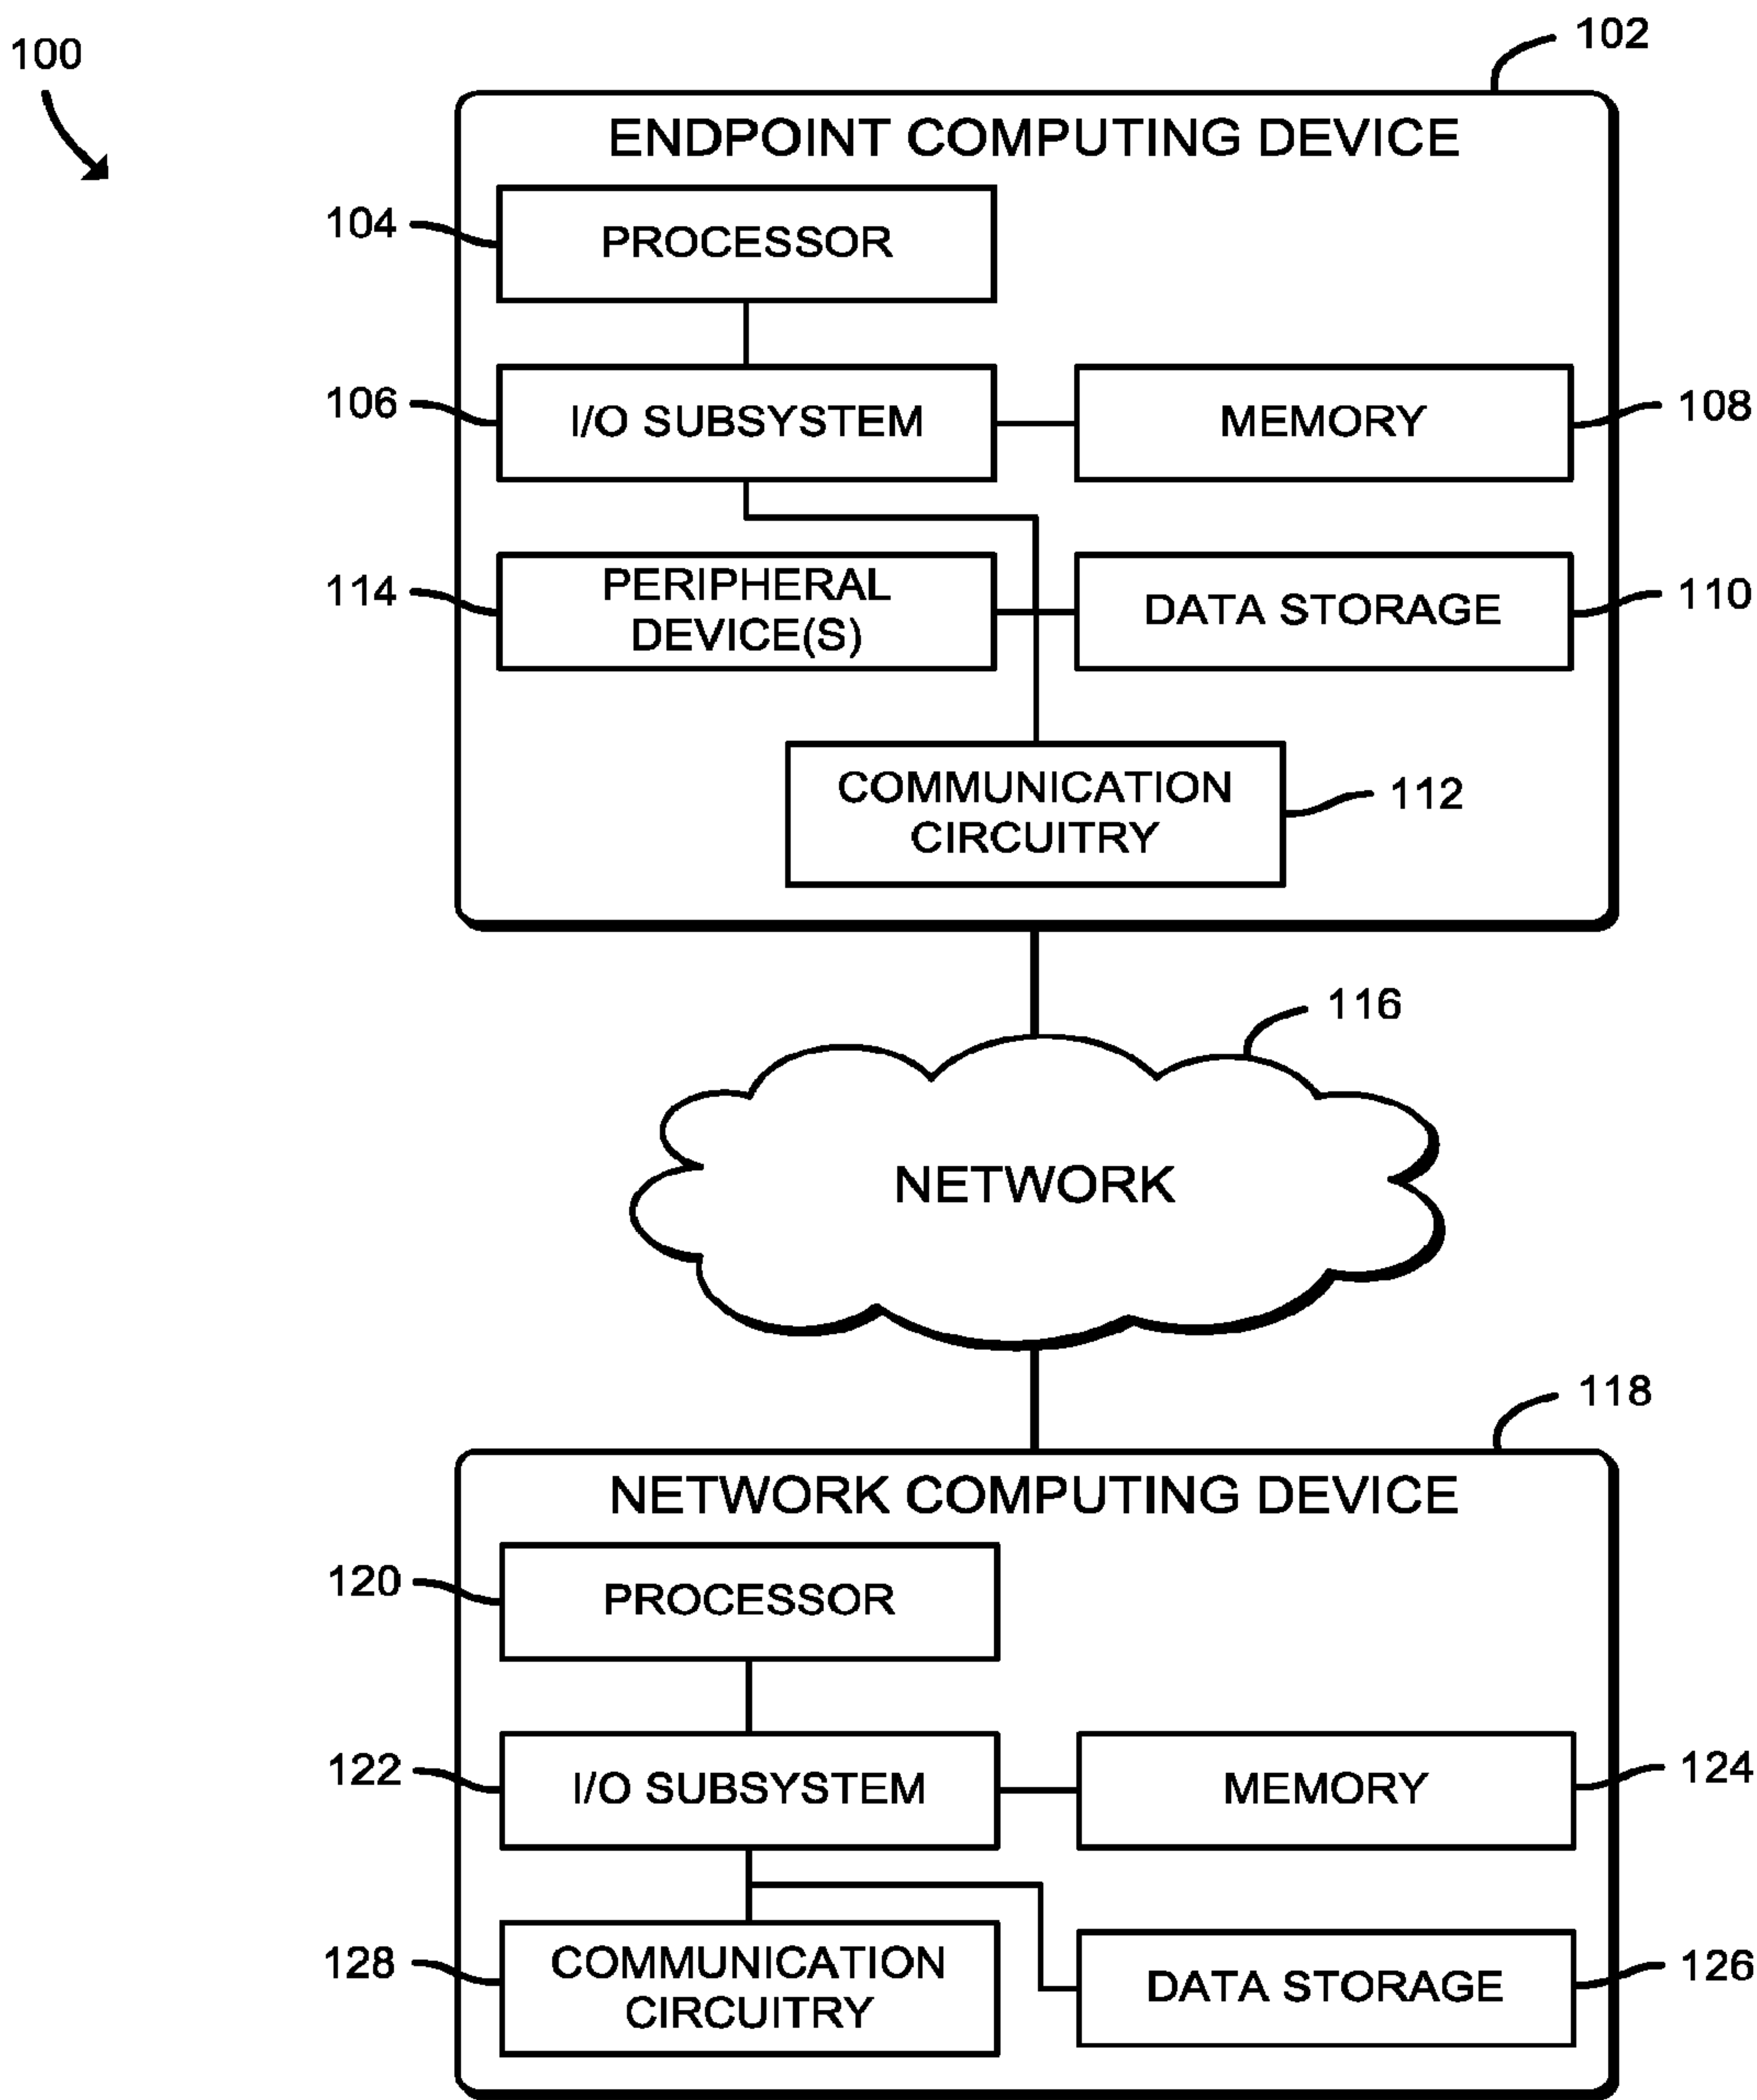 100
102
ENDPOINT COMPUTING DEVICE
104
PROCESSOR
106
I/O SUBSYSTEM
MEMORY
108
114
PERIPHERAL
DEVICE(S)
DATA STORAGE
110
COMMUNICATION
CIRCUITRY
112
116
NETWORK
118
NETWORK COMPUTING DEVICE
120
PROCESSOR
122
I/O SUBSYSTEM
MEMORY
124
128
COMMUNICATION
CIRCUITRY
DATA STORAGE
126